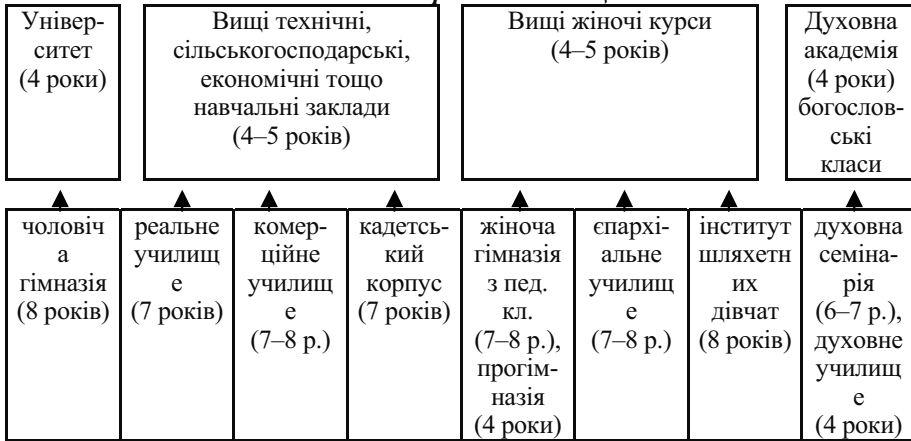 Універ-
ситет
(4 роки)
Вищі технічні,
сільськогосподарські,
економічні тощо
навчальні заклади
(4–5 років)
Вищі жіночі курси
(4–5 років)
Духовна
академія
(4 роки)
богослов-
ські
класи
чоловіч
а
гімназія
(8 років)
реальне
училищ
е
(7 років)
комер-
ційне
училищ
е
(7–8 р.)
кадетсь-
кий
корпус
(7 років)
жіноча
гімназія
з пед.
кл.
(7–8 р.),
прогім-
назія
(4 роки)
єпархі-
альне
училищ
е
(7–8 р.)
інститут
шляхетн
их
дівчат
(8 років)
духовна
семіна-
рія
(6–7 р.),
духовне
училищ
е
(4 роки)